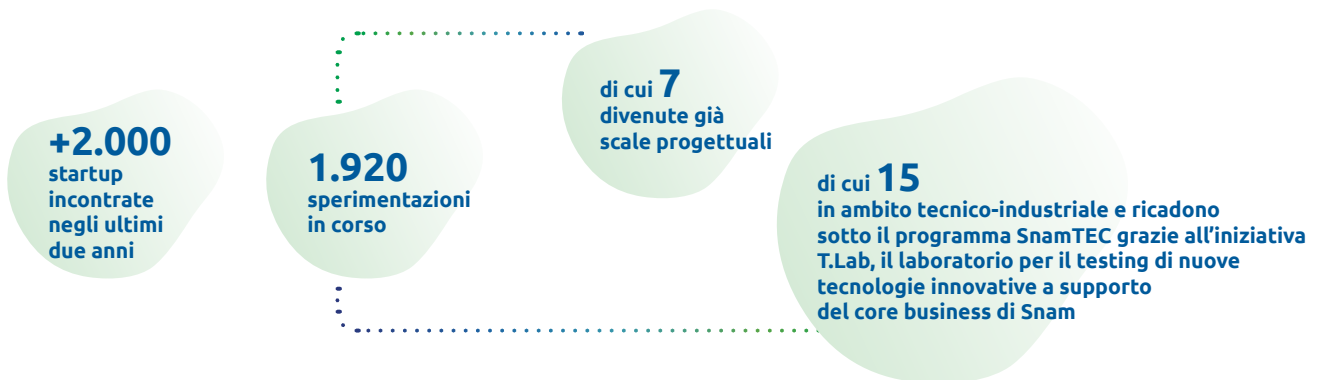 +2.000
startup
incontrate
negli ultimi
due anni
1.920
sperimentazioni
in corso
di cui 7
divenute già
scale progettuali
di cui 15
in ambito tecnico-industriale e ricadono
sotto il programma SnamTEC grazie all’iniziativa
T.Lab, il laboratorio per il testing di nuove
tecnologie innovative a supporto
del core business di Snam